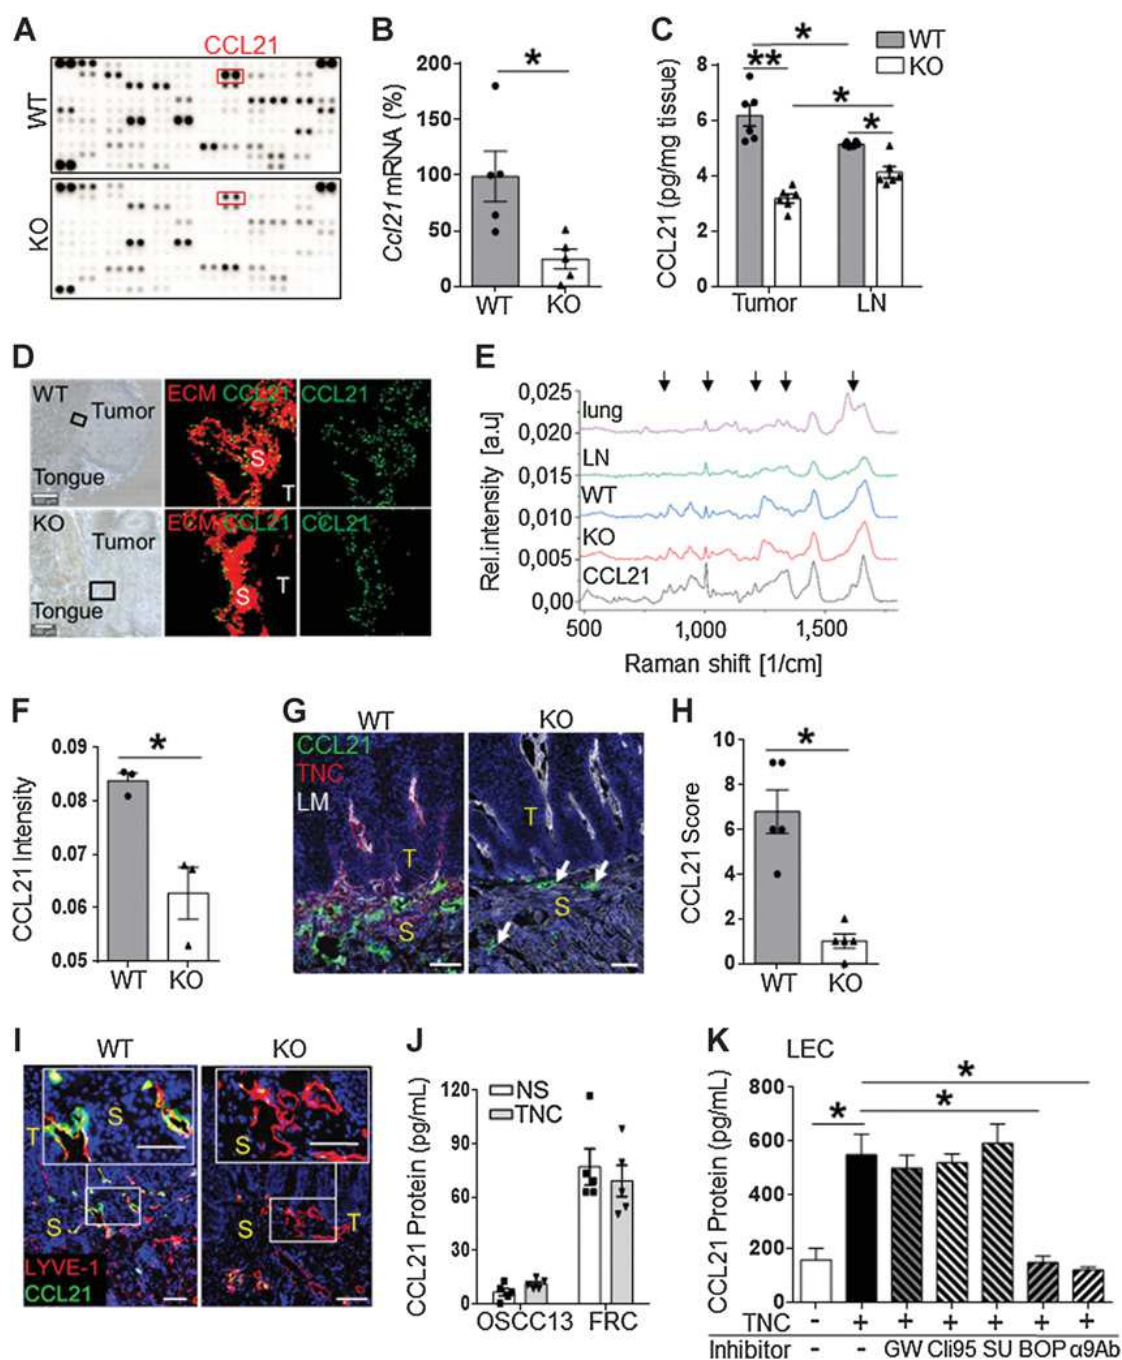 A
CCL21
WT
KO
B
200
150
100
50
0
Ccl21 mRNA (%)
*
WT
KO
C
WT
KO
8
6
4
2
0
CCL21 (pg/mg tissue)
*
**
*
*
Tumor
LN
D
WT
Tumor
Tongue
ECM CCL21
S
T
CCL21
KO
Tumor
Tongue
ECM CCL21
S
T
CCL21
E
0,025
0,020
0,015
0,010
0,005
0,00
Rel.intensity [a.u]
lung
LN
WT
KO
CCL21
500
1,000
1,500
Raman shift [1/cm]
F
0.09
0.08
0.07
0.06
0.05
CCL21 Intensity
*
WT
KO
G
WT
KO
CCL21
TNC
LM
T
S
T
S
H
10
8
6
4
2
0
CCL21 Score
*
WT
KO
I
WT
KO
T
S
S
S
S
T
LYVE-1
CCL21
J
NS
TNC
120
90
60
30
0
CCL21 Protein (pg/mL)
OSCC13
FRC
K
LEC
800
600
400
200
0
CCL21 Protein (pg/mL)
*
*
*
TNC - + + + + + +
Inhibitor - - GW Cli95 SU BOP α9Ab